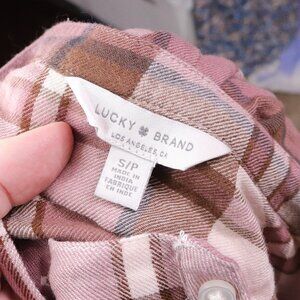 LUCKY BRAND
LOS ANGELES, CA
S/P
MADE IN
INDIA
FABRIQUÉ
EN INDE